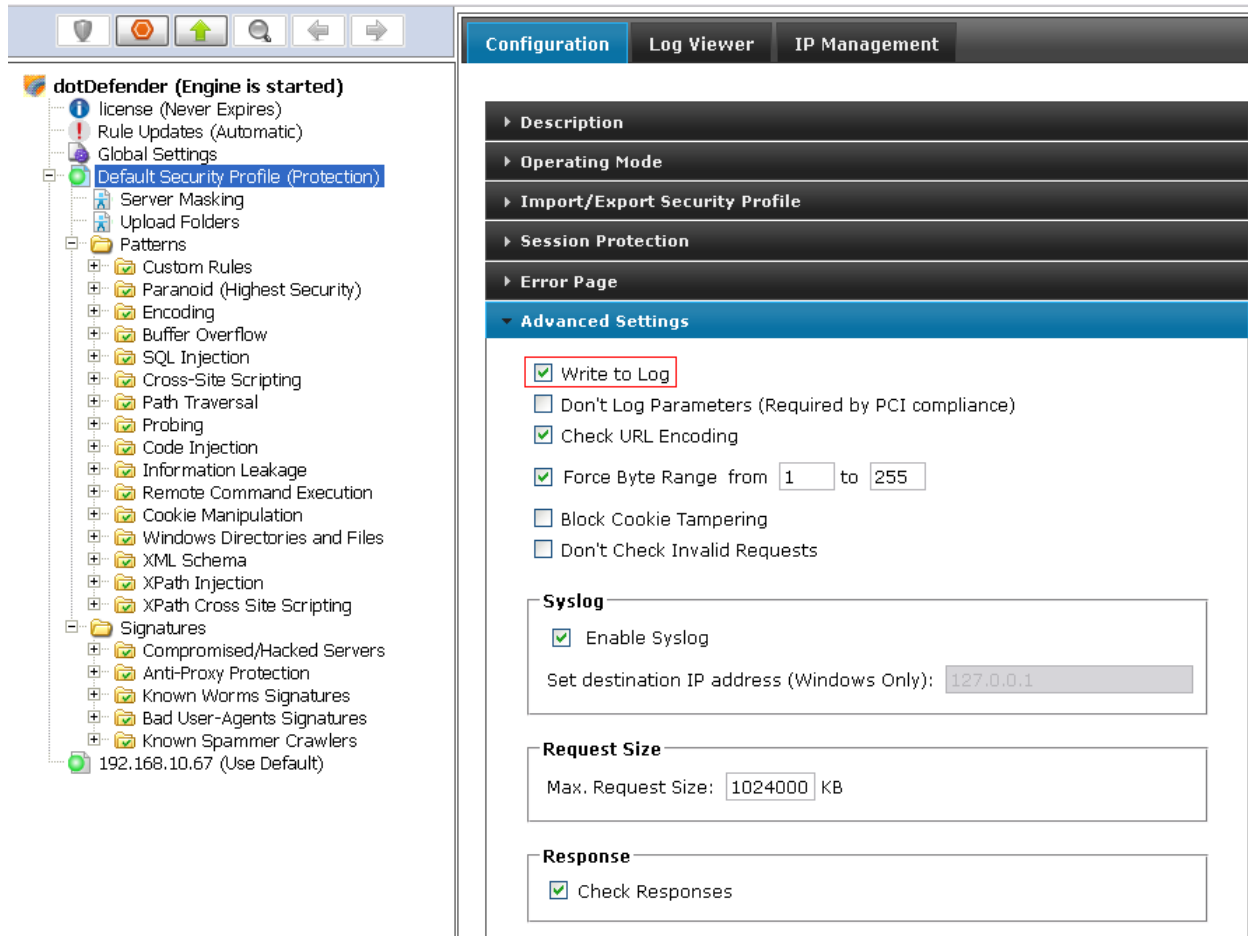 dotDefender (Engine is started)
license (Never Expires)
Rule Updates (Automatic)
Global Settings
Default Security Profile (Protection)
Server Masking
Upload Folders
Patterns
Custom Rules
Paranoid (Highest Security)
Encoding
Buffer Overflow
SQL Injection
Cross-Site Scripting
Path Traversal
Probing
Code Injection
Information Leakage
Remote Command Execution
Cookie Manipulation
Windows Directories and Files
XML Schema
XPath Injection
XPath Cross Site Scripting
Signatures
Compromised/Hacked Servers
Anti-Proxy Protection
Known Worms Signatures
Bad User-Agents Signatures
Known Spammer Crawlers
192.168.10.67 (Use Default)
Configuration Log Viewer IP Management
Description
Operating Mode
Import/Export Security Profile
Session Protection
Error Page
Advanced Settings
Write to Log
Don't Log Parameters (Required by PCI compliance)
Check URL Encoding
Force Byte Range from 1 to 255
Block Cookie Tampering
Don't Check Invalid Requests
Syslog
Enable Syslog
Set destination IP address (Windows Only): 127.0.0.1
Request Size
Max. Request Size: 1024000 KB
Response
Check Responses